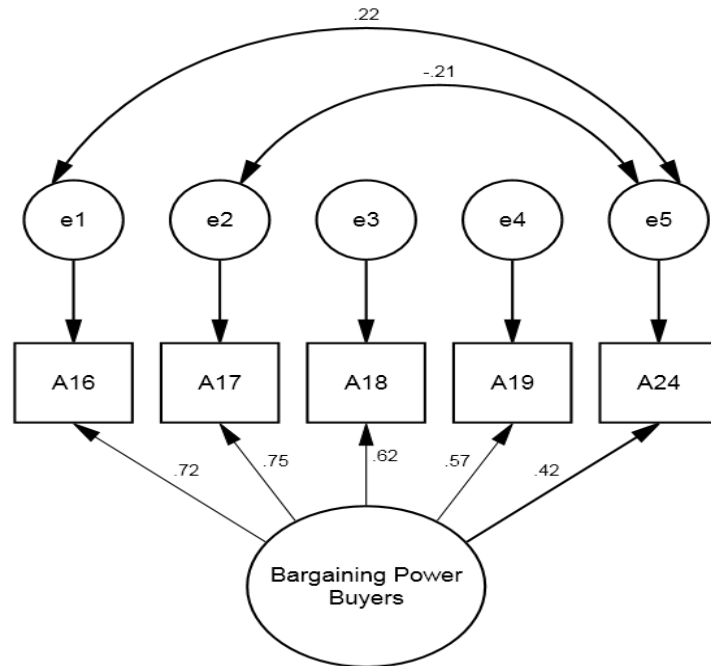 .22
-.21
e1
e2
e3
e4
e5
A16
A17
A18
A19
A24
.72
.75
.62
.57
.42
Bargaining Power
Buyers